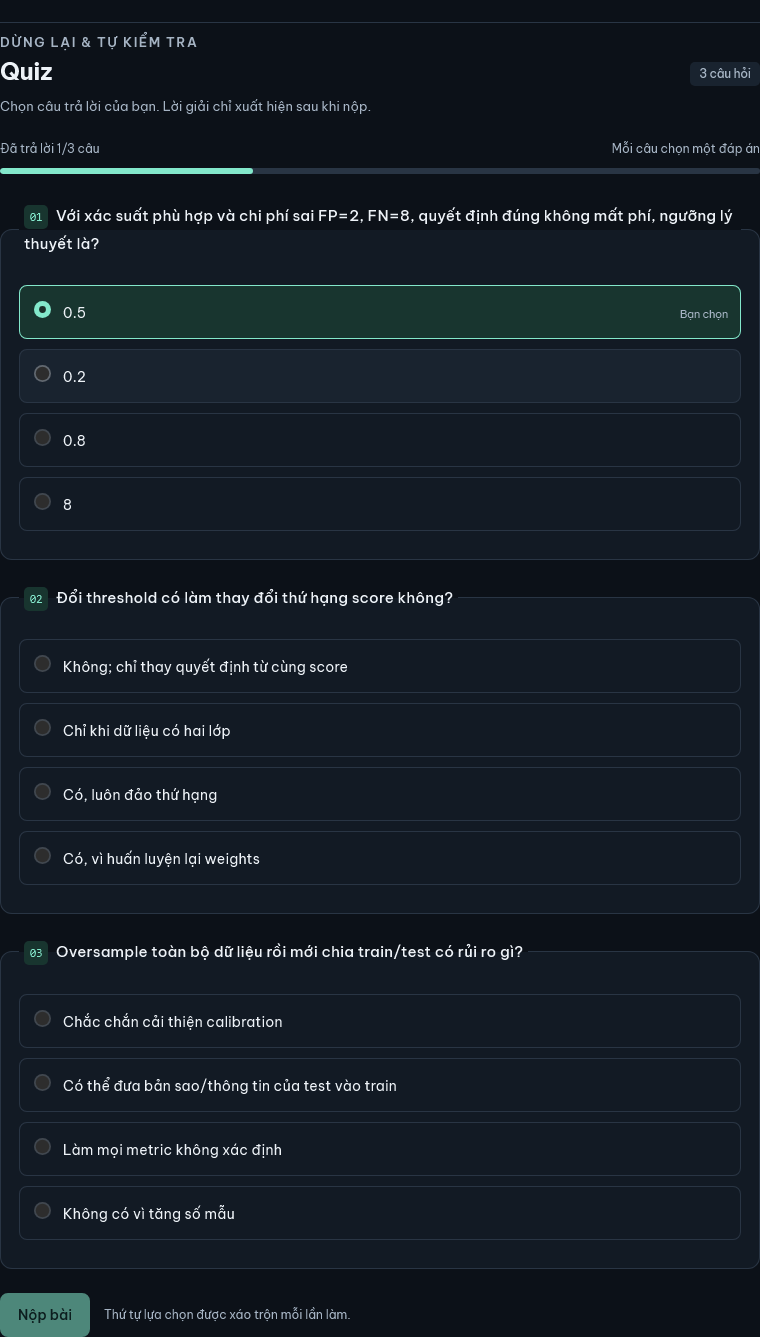 DỪNG LẠI & TỰ KIỂM TRA
Quiz
3 câu hỏi
Chọn câu trả lời của bạn. Lời giải chỉ xuất hiện sau khi nộp.
Đã trả lời 1/3 câu
Mỗi câu chọn một đáp án
01 Với xác suất phù hợp và chi phí sai FP=2, FN=8, quyết định đúng không mất phí, ngưỡng lý
thuyết là?
0.5
Bạn chọn
0.2
0.8
8
02 Đổi threshold có làm thay đổi thứ hạng score không?
Không; chỉ thay quyết định từ cùng score
Chỉ khi dữ liệu có hai lớp
Có, luôn đảo thứ hạng
Có, vì huấn luyện lại weights
03 Oversample toàn bộ dữ liệu rồi mới chia train/test có rủi ro gì?
Chắc chắn cải thiện calibration
Có thể đưa bản sao/thông tin của test vào train
Làm mọi metric không xác định
Không có vì tăng số mẫu
Nộp bài
Thứ tự lựa chọn được xáo trộn mỗi lần làm.